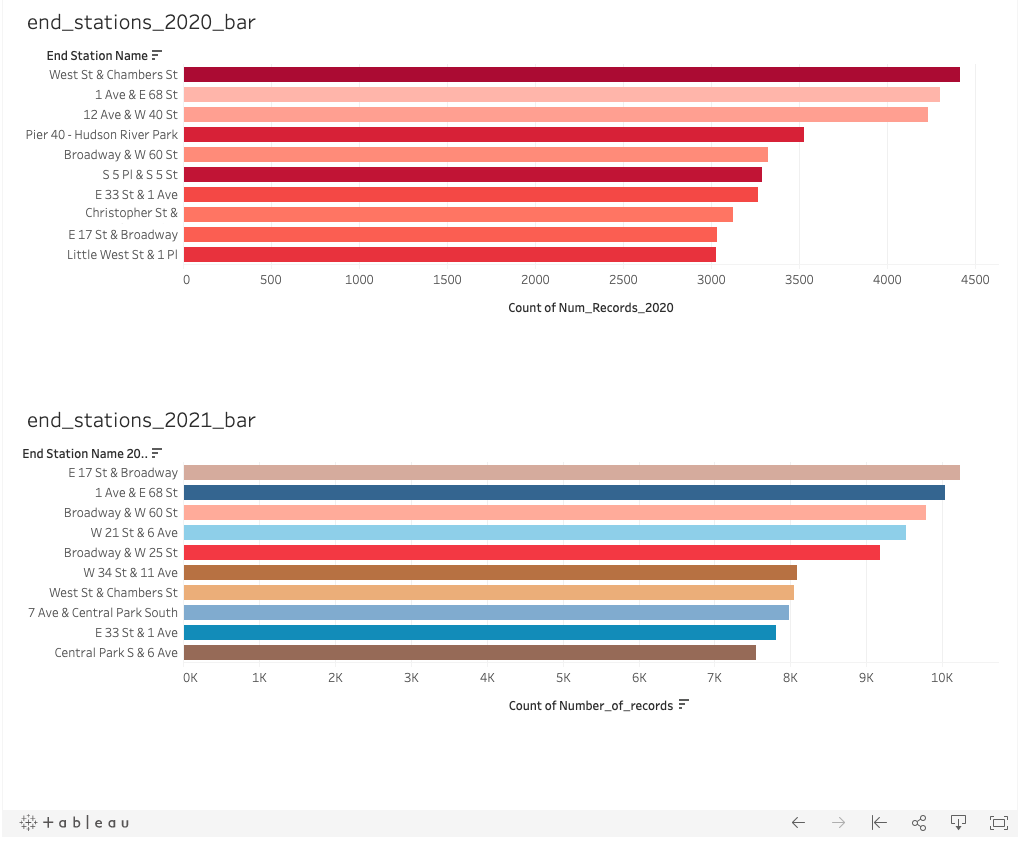 end_stations_2020_bar
End Station Name
West St & Chambers St
1 Ave & E 68 St
12 Ave & W 40 St
Pier 40 - Hudson River Park
Broadway & W 60 St
S 5 Pl & S 5 St
E 33 St & 1 Ave
Christopher St &
E 17 St & Broadway
Little West St & 1 Pl
0 500 1000 1500 2000 2500 3000 3500 4000 4500
Count of Num_Records_2020
end_stations_2021_bar
End Station Name 20..
E 17 St & Broadway
1 Ave & E 68 St
Broadway & W 60 St
W 21 St & 6 Ave
Broadway & W 25 St
W 34 St & 11 Ave
West St & Chambers St
7 Ave & Central Park South
E 33 St & 1 Ave
Central Park S & 6 Ave
0K 1K 2K 3K 4K 5K 6K 7K 8K 9K 10K
Count of Number_of_records
+ableau